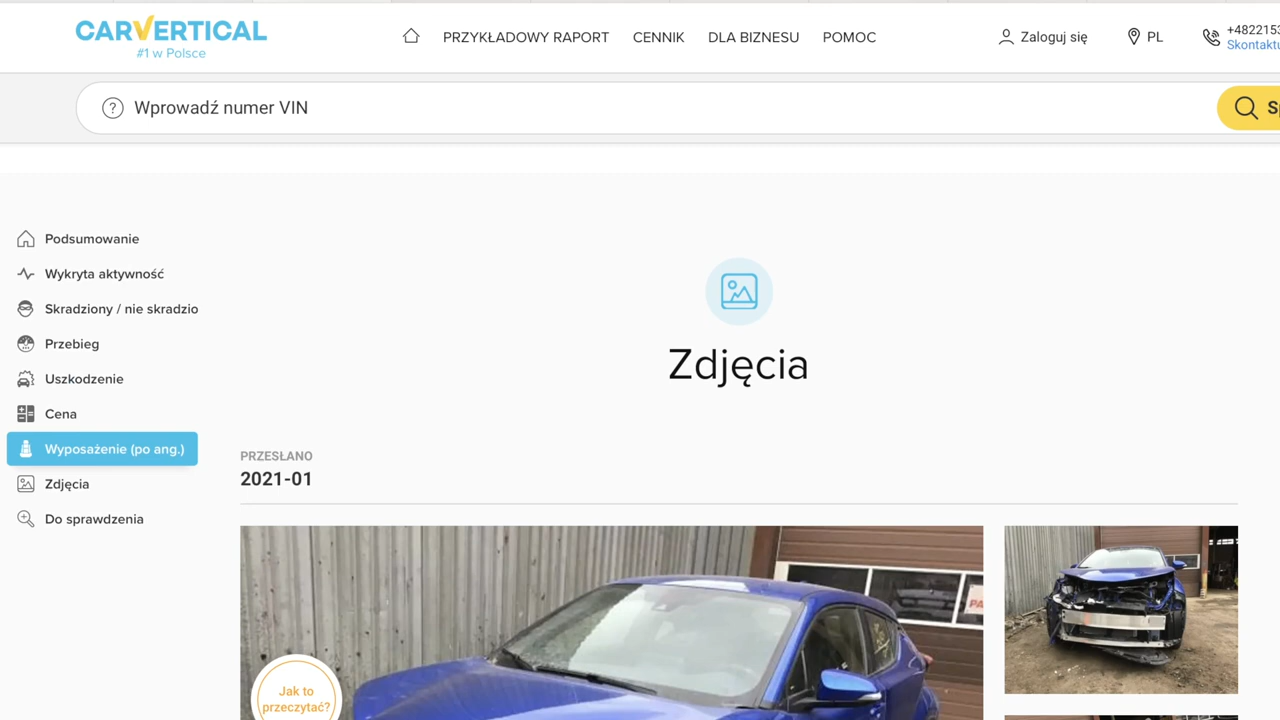 CARVERTICAL
#1 w Polsce
PRZYKŁADOWY RAPORT CENNIK DLA BIZNESU POMOC
Zaloguj się
PL
+4822153
Skontaktu
? Wprowadź numer VIN
Podsumowanie
Wykryta aktywność
Skradziony / nie skradzio
Przebieg
Uszkodzenie
Cena
Wyposażenie (po ang.)
Zdjęcia
Do sprawdzenia
Zdjęcia
PRZESŁANO
2021-01
Jak to
przeczytać?